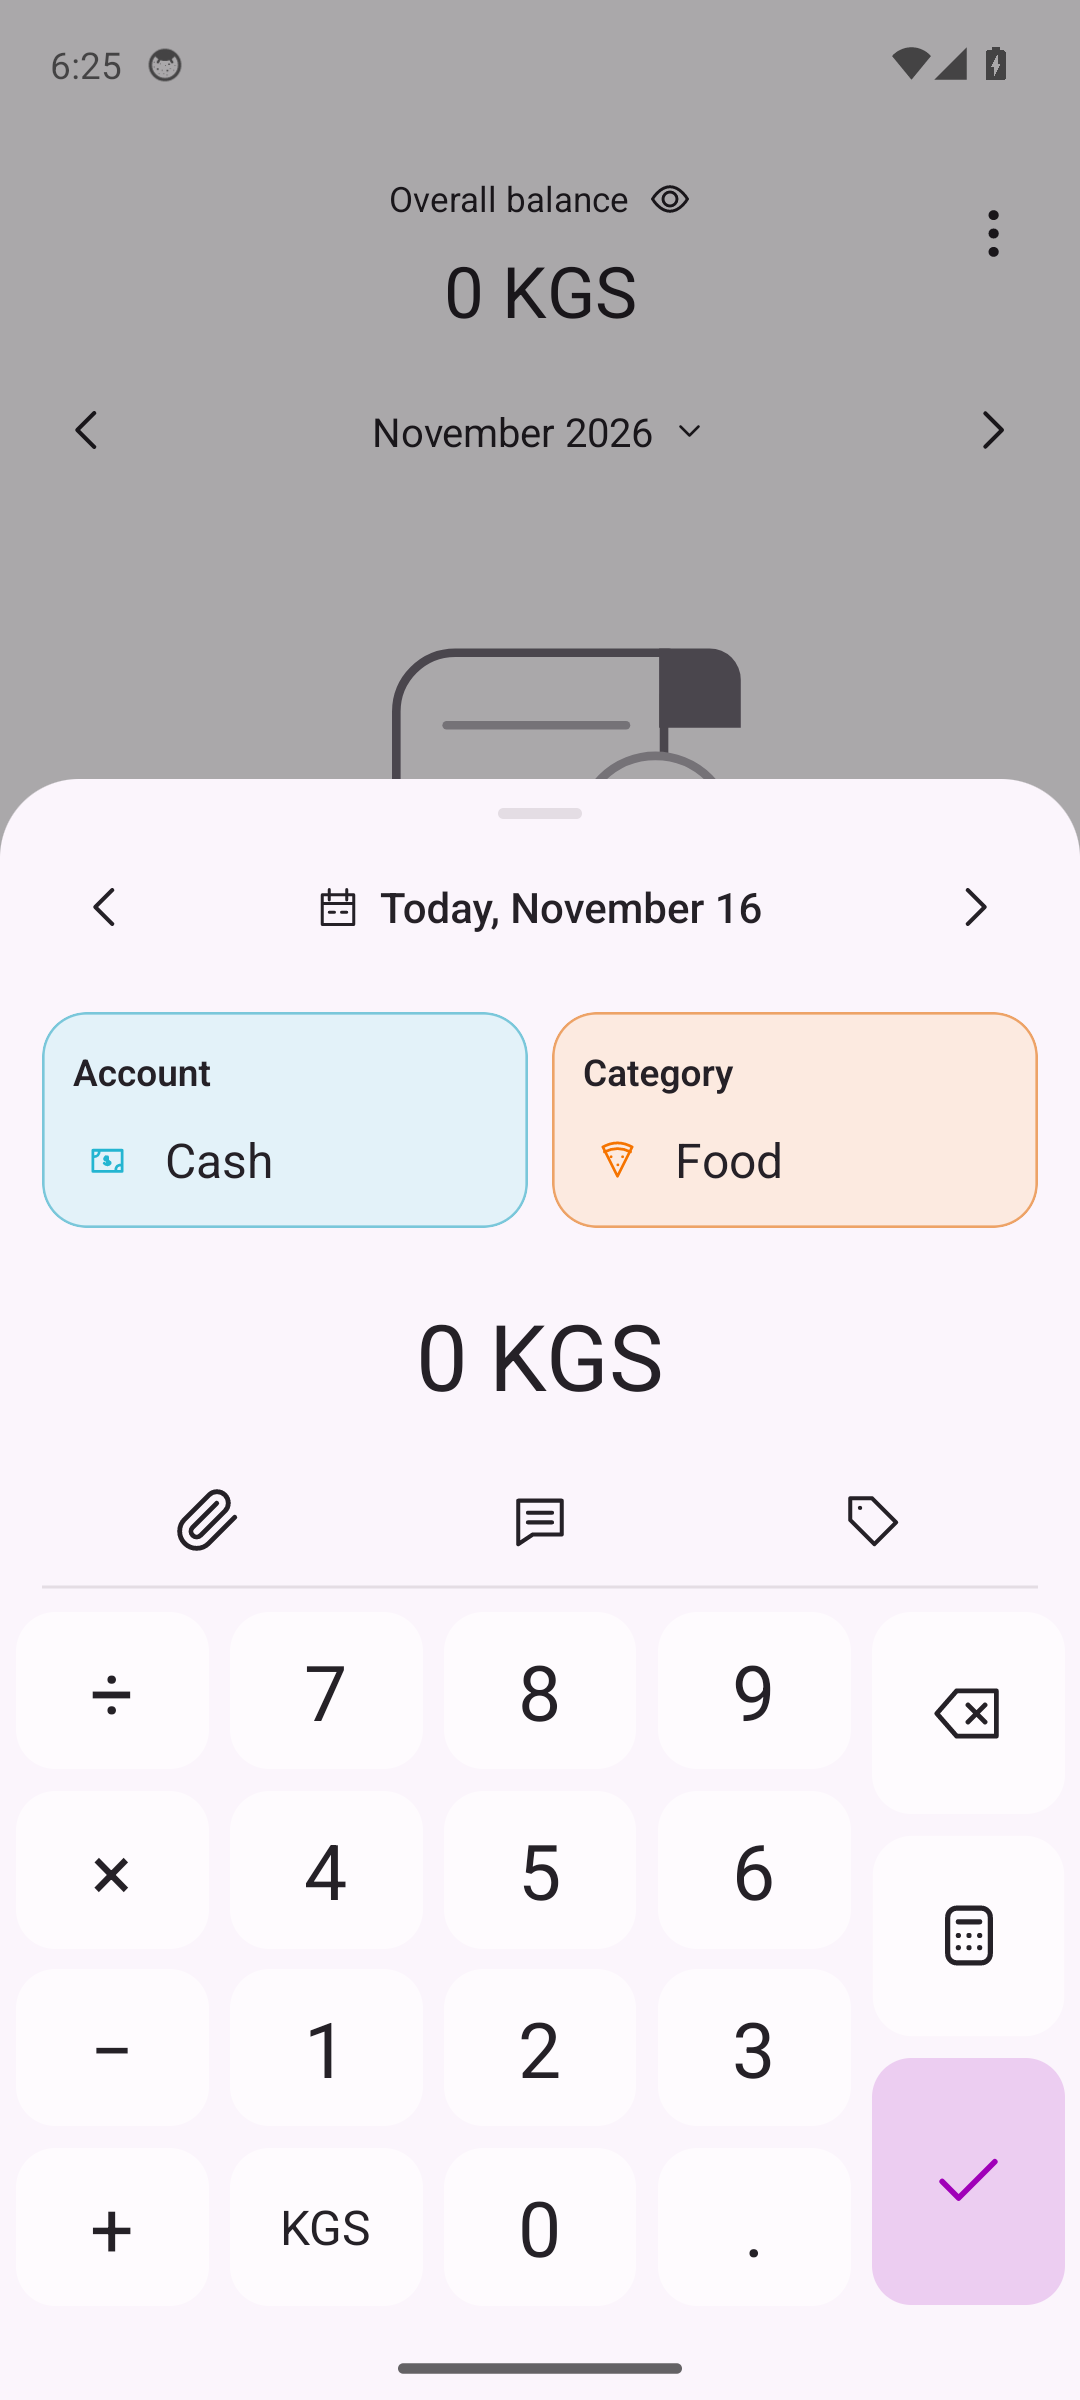 6:25
Overall balance
0 KGS
November 2026
Today, November 16
Account
Cash
Category
Food
0 KGS
÷ 7 8 9
× 4 5 6
− 1 2 3
+ KGS 0 .